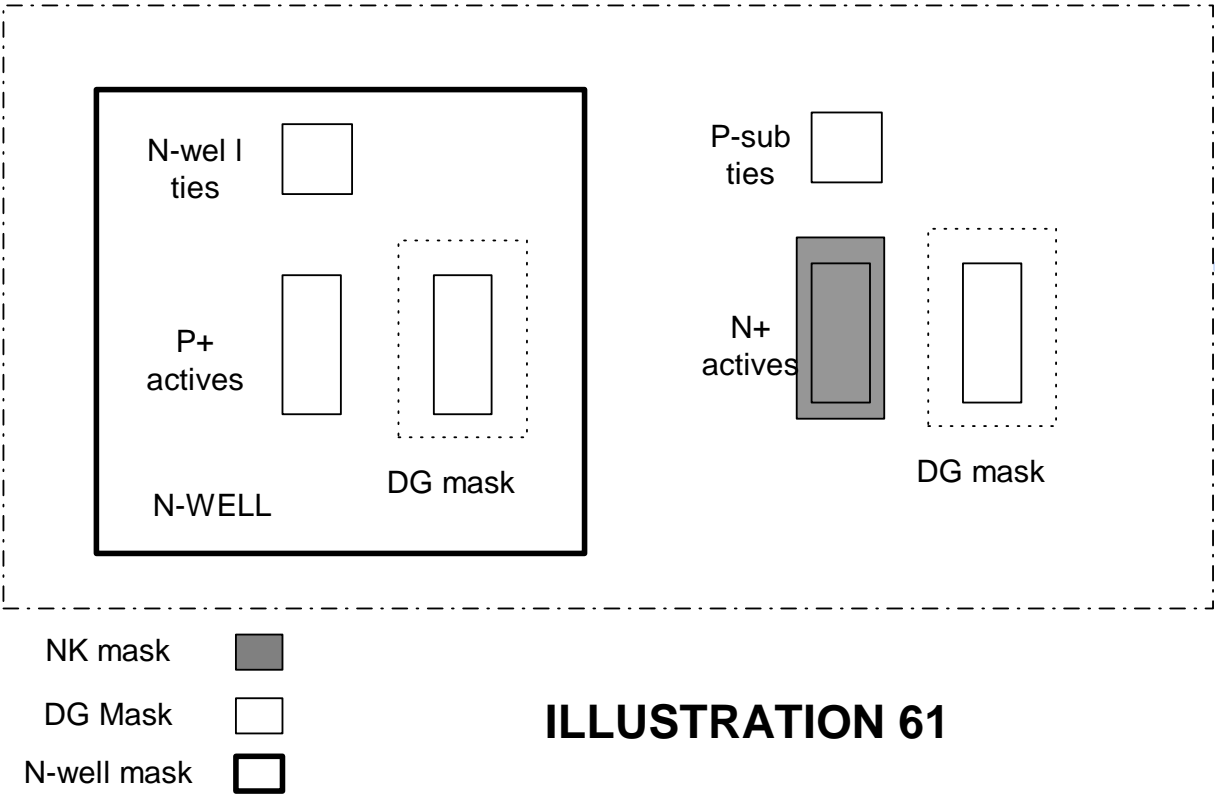 N-wel l
ties
P-sub
ties
P+
actives
N+
actives
DG mask
DG mask
N-WELL
NK mask
DG Mask
N-well mask
ILLUSTRATION 61